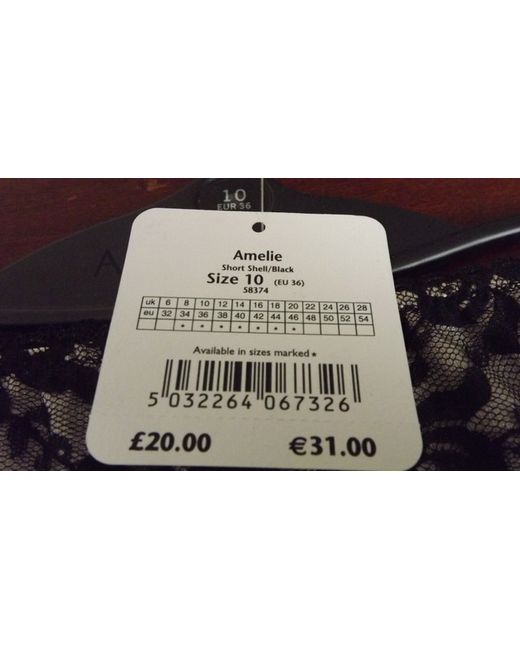 10
EUR 36
A
Amelie
Short Shell/Black
Size 10 (EU 36)
58374
uk 6 8 10 12 14 16 18 20 22 24 26 28
eu 32 34 36 38 40 42 44 46 48 50 52 54
* * * * * * *
Available in sizes marked *
5 032264 067326
£20.00 €31.00